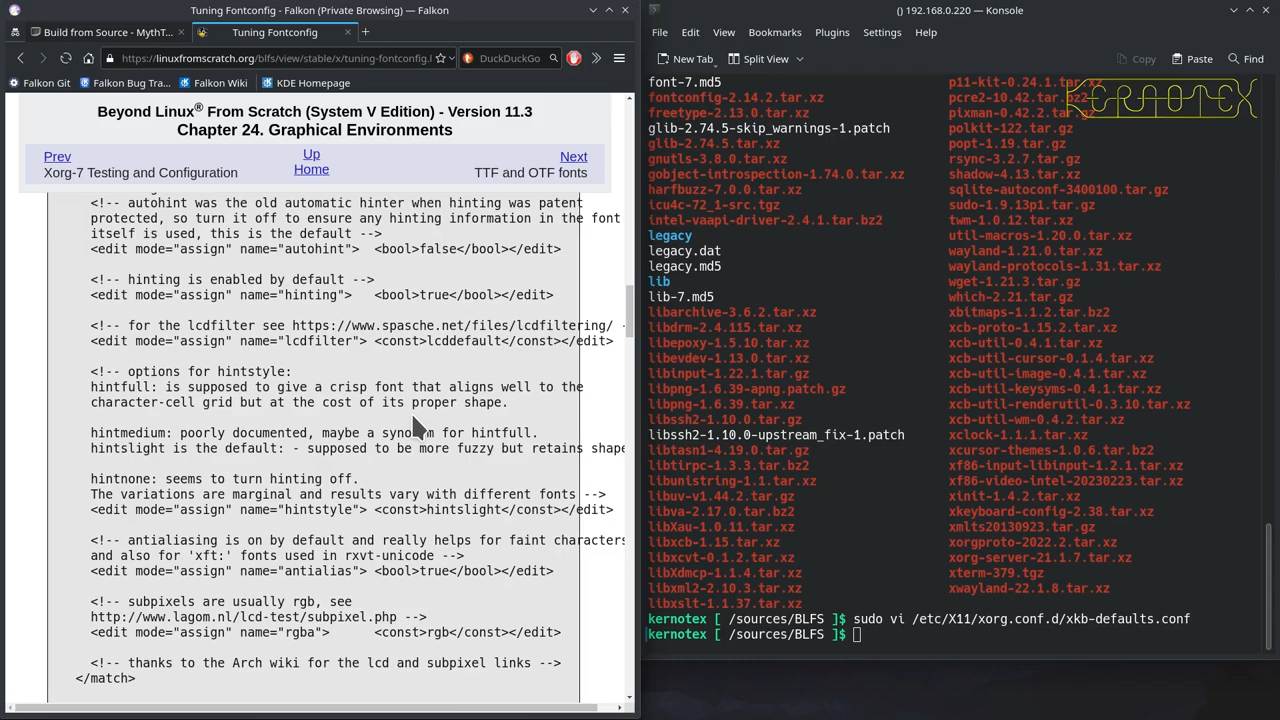 Tuning Fontconfig - Falkon (Private Browsing) — Falkon
Build from Source - MythT...
Tuning Fontconfig
https://linuxfromscratch.org/blfs/view/stable/x/tuning-fontconfig.l
DuckDuckGo
Falkon Git
Falkon Bug Tra...
Falkon Wiki
KDE Homepage
Beyond Linux® From Scratch (System V Edition) - Version 11.3
Chapter 24. Graphical Environments
Prev
Up
Next
Xorg-7 Testing and Configuration
Home
TTF and OTF fonts
<!-- autohint was the old automatic hinter when hinting was patent
protected, so turn it off to ensure any hinting information in the font
itself is used, this is the default -->
<edit mode="assign" name="autohint">  <bool>false</bool></edit>
<!-- hinting is enabled by default -->
<edit mode="assign" name="hinting">   <bool>true</bool></edit>
<!-- for the lcdfilter see https://www.spasche.net/files/lcdfiltering/ -
<edit mode="assign" name="lcdfilter"> <const>lcddefault</const></edit>
<!-- options for hintstyle:
hintfull: is supposed to give a crisp font that aligns well to the
character-cell grid but at the cost of its proper shape.
hintmedium: poorly documented, maybe a synonym for hintfull.
hintslight is the default: - supposed to be more fuzzy but retains shape
hintnone: seems to turn hinting off.
The variations are marginal and results vary with different fonts -->
<edit mode="assign" name="hintstyle"> <const>hintslight</const></edit>
<!-- antialiasing is on by default and really helps for faint characters
and also for 'xft:' fonts used in rxvt-unicode -->
<edit mode="assign" name="antialias"> <bool>true</bool></edit>
<!-- subpixels are usually rgb, see
http://www.lagom.nl/lcd-test/subpixel.php -->
<edit mode="assign" name="rgba">      <const>rgb</const></edit>
<!-- thanks to the Arch wiki for the lcd and subpixel links -->
</match>
() 192.168.0.220 — Konsole
File Edit View Bookmarks Plugins Settings Help
New Tab
Split View
Copy
Paste
Find
KERNOTEX
font-7.md5 p11-kit-0.24.1.tar.xz
fontconfig-2.14.2.tar.xz pcre2-10.42.tar.bz2
freetype-2.13.0.tar.xz pixman-0.42.2.tar.gz
glib-2.74.5-skip_warnings-1.patch polkit-122.tar.gz
glib-2.74.5.tar.xz popt-1.19.tar.gz
gnutls-3.8.0.tar.xz rsync-3.2.7.tar.gz
gobject-introspection-1.74.0.tar.xz shadow-4.13.tar.xz
harfbuzz-7.0.0.tar.xz sqlite-autoconf-3400100.tar.gz
icu4c-72_1-src.tgz sudo-1.9.13p1.tar.gz
intel-vaapi-driver-2.4.1.tar.bz2 twm-1.0.12.tar.xz
legacy util-macros-1.20.0.tar.xz
legacy.dat wayland-1.21.0.tar.xz
legacy.md5 wayland-protocols-1.31.tar.xz
lib wget-1.21.3.tar.gz
lib-7.md5 which-2.21.tar.gz
libarchive-3.6.2.tar.xz xbitmaps-1.1.2.tar.bz2
libdrm-2.4.115.tar.xz xcb-proto-1.15.2.tar.xz
libepoxy-1.5.10.tar.xz xcb-util-0.4.1.tar.xz
libevdev-1.13.0.tar.xz xcb-util-cursor-0.1.4.tar.xz
libinput-1.22.1.tar.gz xcb-util-image-0.4.1.tar.xz
libpng-1.6.39-apng.patch.gz xcb-util-keysyms-0.4.1.tar.xz
libpng-1.6.39.tar.xz xcb-util-renderutil-0.3.10.tar.xz
libssh2-1.10.0.tar.gz xcb-util-wm-0.4.2.tar.xz
libssh2-1.10.0-upstream_fix-1.patch xclock-1.1.1.tar.xz
libtasn1-4.19.0.tar.gz xcursor-themes-1.0.6.tar.bz2
libtirpc-1.3.3.tar.bz2 xf86-input-libinput-1.2.1.tar.xz
libunistring-1.1.tar.xz xf86-video-intel-20230223.tar.xz
libuv-v1.44.2.tar.gz xinit-1.4.2.tar.xz
libva-2.17.0.tar.bz2 xkeyboard-config-2.38.tar.xz
libXau-1.0.11.tar.xz xmlts20130923.tar.gz
libxcb-1.15.tar.xz xorgproto-2022.2.tar.xz
libxcvt-0.1.2.tar.xz xorg-server-21.1.7.tar.xz
libXdmcp-1.1.4.tar.xz xterm-379.tgz
libxml2-2.10.3.tar.xz xwayland-22.1.8.tar.xz
libxslt-1.1.37.tar.xz
kernotex [ /sources/BLFS ]$ sudo vi /etc/X11/xorg.conf.d/xkb-defaults.conf
kernotex [ /sources/BLFS ]$